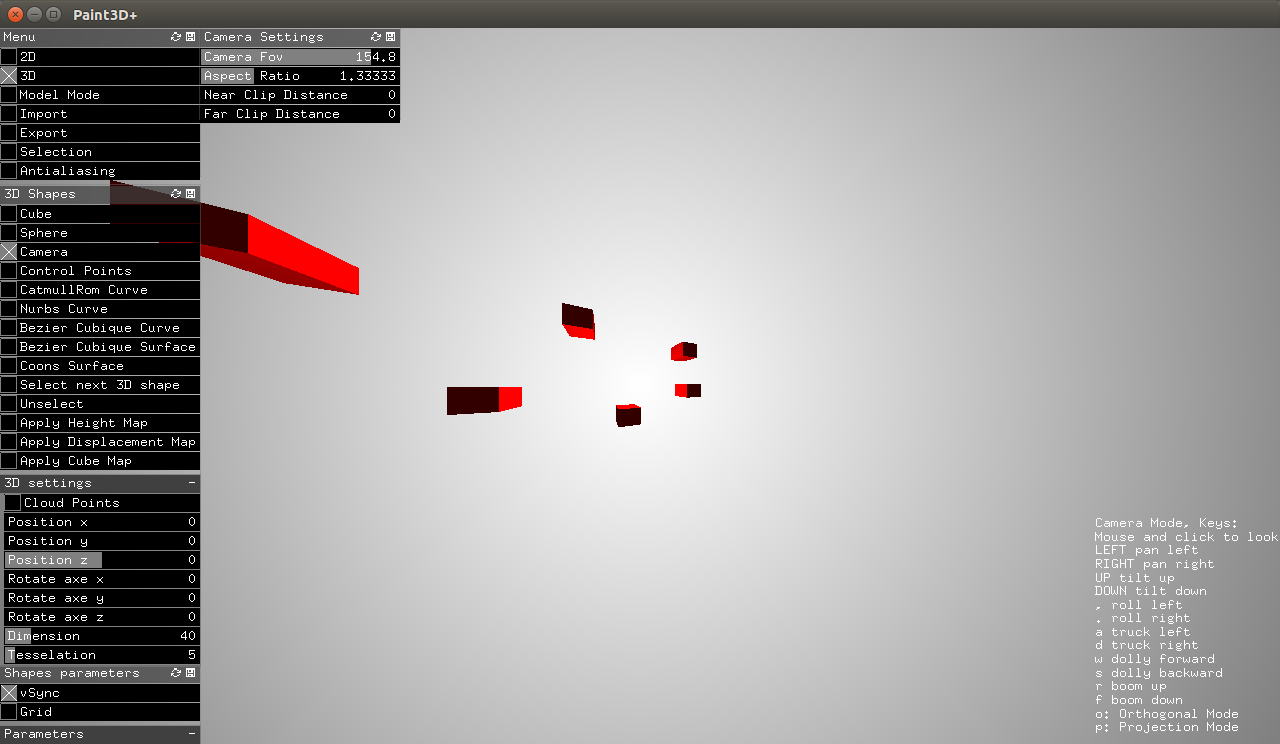 Paint3D+
Menu
2D
3D
Model Mode
Import
Export
Selection
Antialiasing
Camera Settings
Camera Fov 154.8
Aspect Ratio 1.33333
Near Clip Distance 0
Far Clip Distance 0
3D Shapes
Cube
Sphere
Camera
Control Points
CatmullRom Curve
Nurbs Curve
Bezier Cubique Curve
Bezier Cubique Surface
Coons Surface
Select next 3D shape
Unselect
Apply Height Map
Apply Displacement Map
Apply Cube Map
3D settings -
Cloud Points
Position x 0
Position y 0
Position z 0
Rotate axe x 0
Rotate axe y 0
Rotate axe z 0
Dimension 40
Tesselation 5
Shapes parameters
vSync
Grid
Parameters -
Camera Mode, Keys:
Mouse and click to look
LEFT pan left
RIGHT pan right
UP tilt up
DOWN tilt down
, roll left
. roll right
a truck left
d truck right
w dolly forward
s dolly backward
r boom up
f boom down
o: Orthogonal Mode
p: Projection Mode